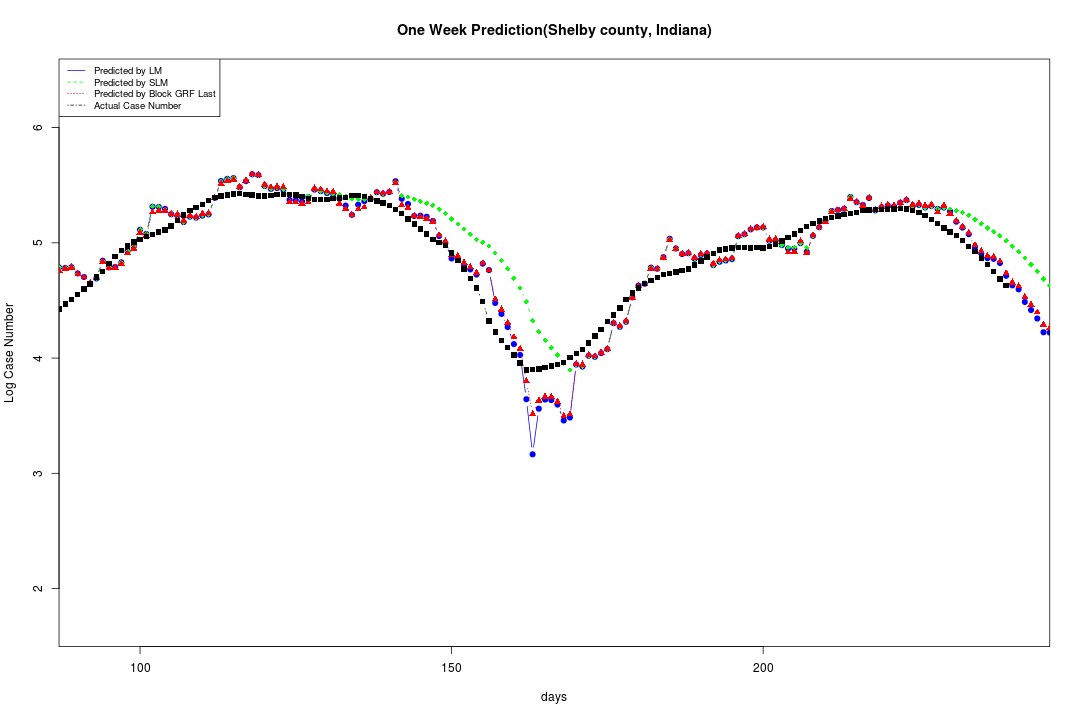 One Week Prediction(Shelby county, Indiana)
Predicted by LM
Predicted by SLM
Predicted by Block GRF Last
Actual Case Number
6
5
4
3
2
Log Case Number
100 150 200
days